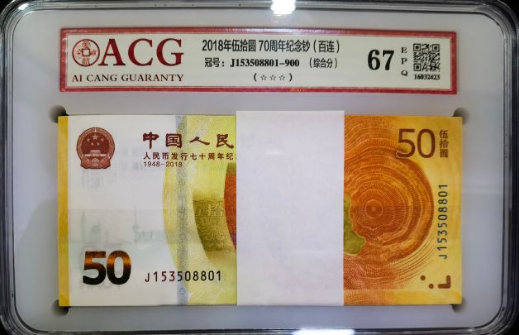 ACG
AI CANG GUARANTY
2018年伍拾圆 70周年纪念钞（百连）
冠号：J153508801-900 （综合分）
（☆☆☆）
67
EPQ
16032423
中国人民
人民币发行七十周年纪
1948-2018
50
伍拾圆
J153508801
50
J153508801